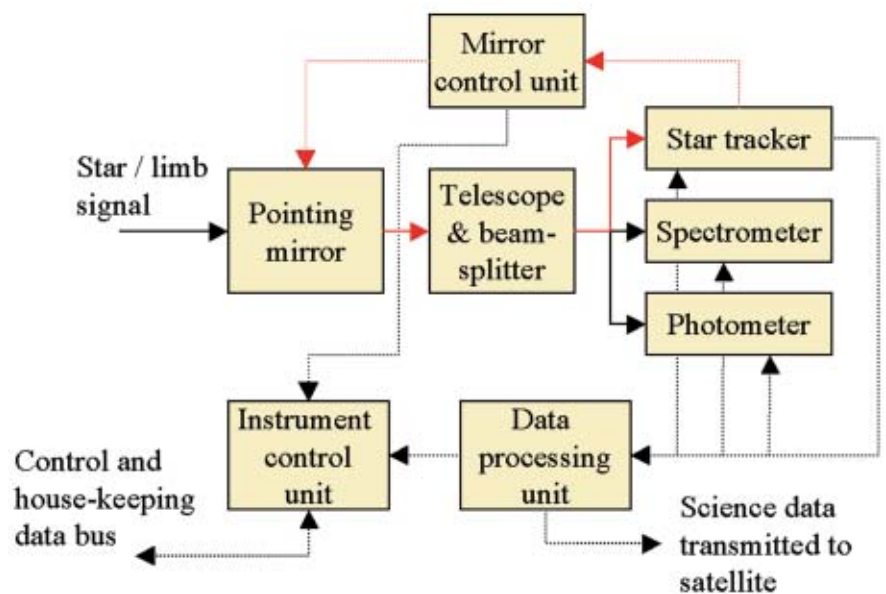 Mirror
control unit
Star tracker
Star / limb
signal
Pointing
mirror
Telescope
& beam-
splitter
Spectrometer
Photometer
Instrument
control
unit
Data
processing
unit
Control and
house-keeping
data bus
Science data
transmitted to
satellite